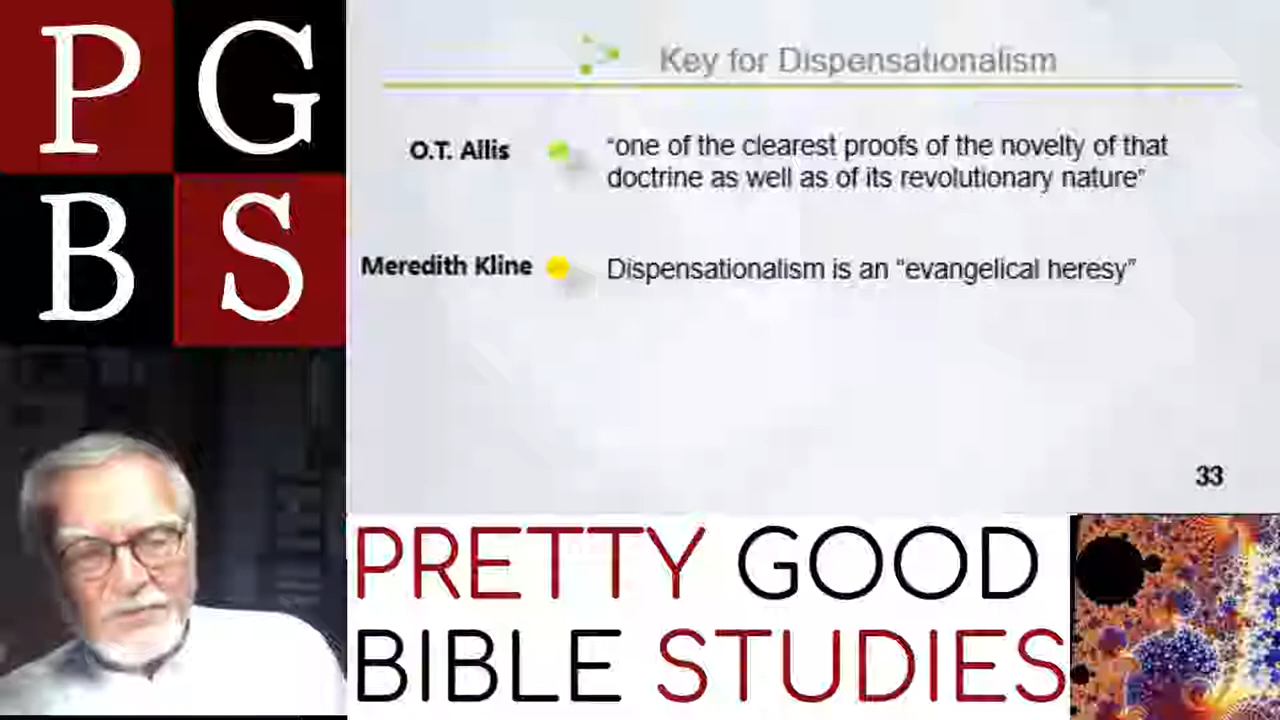 P G
B S
Key for Dispensationalism
O.T. Allis
“one of the clearest proofs of the novelty of that
doctrine as well as of its revolutionary nature”
Meredith Kline
Dispensationalism is an “evangelical heresy”
33
PRETTY GOOD
BIBLE STUDIES